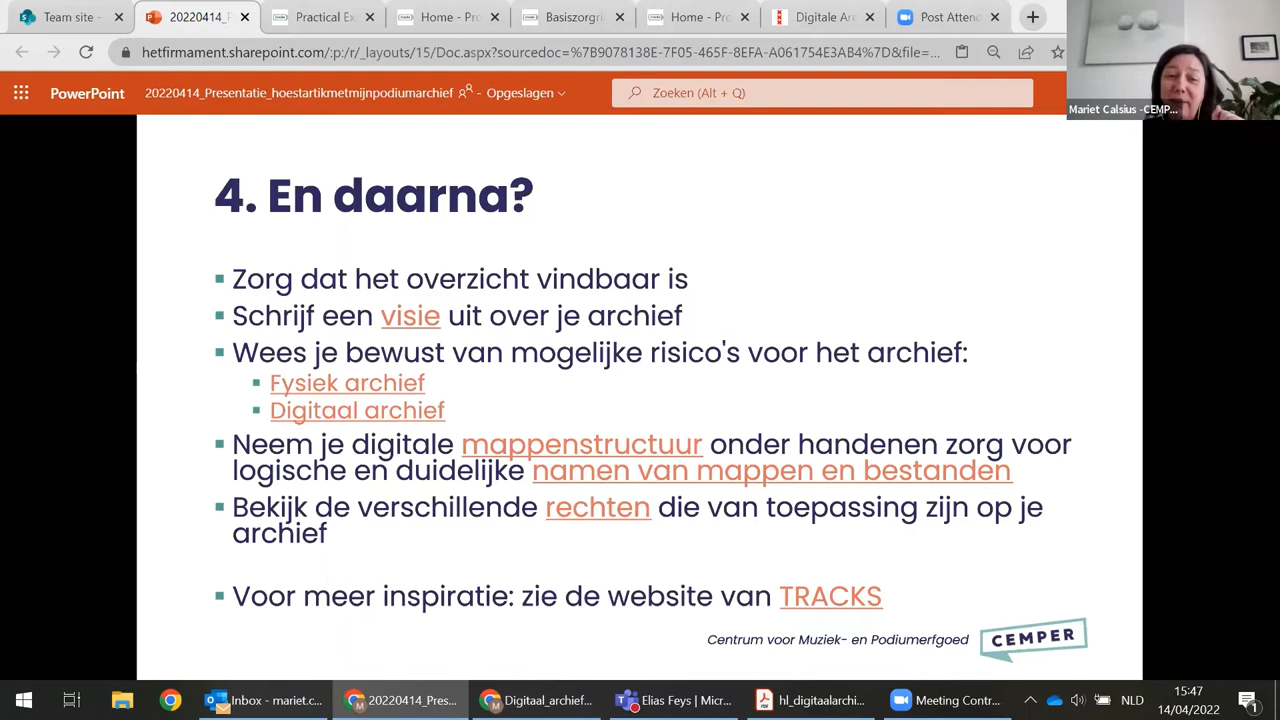 Team site -
20220414_Pres
Practical Ex
Home - Pro
Basiszorgri
Home - Pro
Digitale Ar
Post Attend
hetfirmament.sharepoint.com/:p:/r/_layouts/15/Doc.aspx?sourcedoc=%7B9078138E-7F05-465F-8EFA-A061754E3AB4%7D&file=...
PowerPoint
20220414_Presentatie_hoestartikmetmijnpodiumarchief - Opgeslagen
Zoeken (Alt + Q)
Mariet Calsius -CEMP...
4. En daarna?
Zorg dat het overzicht vindbaar is
Schrijf een visie uit over je archief
Wees je bewust van mogelijke risico's voor het archief:
Fysiek archief
Digitaal archief
Neem je digitale mappenstructuur onder handenen zorg voor
logische en duidelijke namen van mappen en bestanden
Bekijk de verschillende rechten die van toepassing zijn op je
archief
Voor meer inspiratie: zie de website van TRACKS
Centrum voor Muziek- en Podiumerfgoed
CEMPER
Inbox - mariet.c...
20220414_Pres...
Digitaal_archief...
Elias Feys | Micr...
hl_digitaalarchi...
Meeting Contr...
NLD
15:47
14/04/2022
1